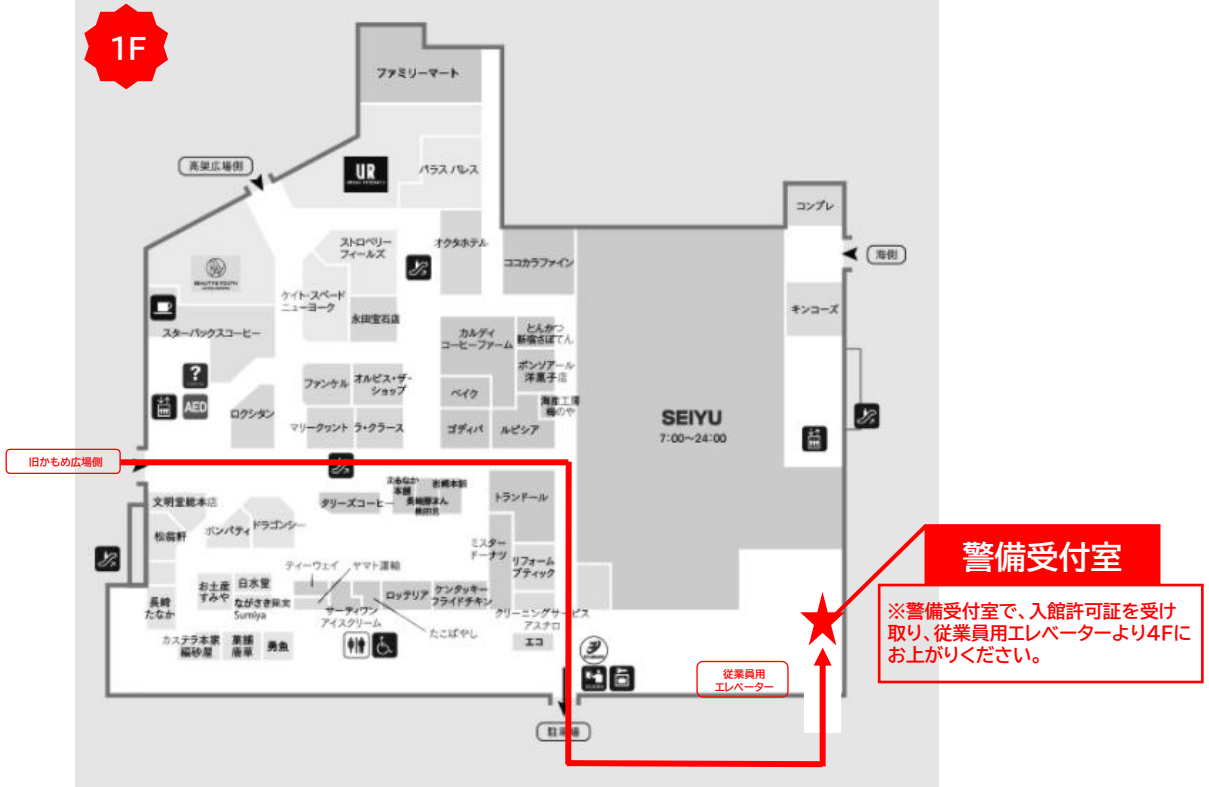 1F
ファミリーマート
高架広場側
UR
パラス パレス
コンプレ
ストロベリー
フィールズ
オクタホテル
海側
ココカラファイン
BEAUTY&YOUTH
ケイト・スペード
ニューヨーク
キンコーズ
永田宝石店
スターバックスコーヒー
カルディ
コーヒーファーム
とんかつ
新宿さぼてん
ボンソアール
洋菓子店
?
ファンケル
オルビス・ザ・
ショップ
ベイク
AED
海産工房
梅のや
ロクシタン
SEIYU
7:00～24:00
マリークヮント
ラ・クラース
ゴディバ
ルピシア
旧かもめ広場側
まるなか
本舗
岩崎本舗
文明堂総本店
タリーズコーヒー
トランドール
松翁軒
ボンパティ
ドラゴンシー
ミスター
ドーナツ
警備受付室
リフォーム
ブティック
ティーウェイ
ヤマト運輸
お土産
すみや
白水堂
ロッテリア
ケンタッキー
フライドチキン
長崎
たなか
Sumiya
サーティワン
アイスクリーム
クリーニングサービス
アスナロ
※警備受付室で、入館許可証を受け
取り、従業員用エレベーターより4Fに
お上がりください。
たこばやし
カステラ本家
福砂屋
菓舗
唐草
勇魚
エコ
従業員用
エレベーター